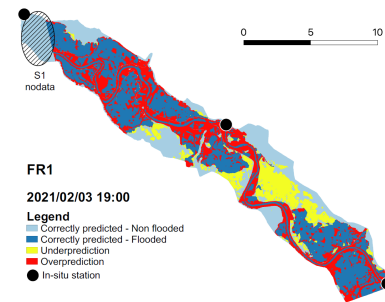 0 5 10
S1
nodata
FR1
2021/02/03 19:00
Legend
Correctly predicted - Non flooded
Correctly predicted - Flooded
Underprediction
Overprediction
In-situ station